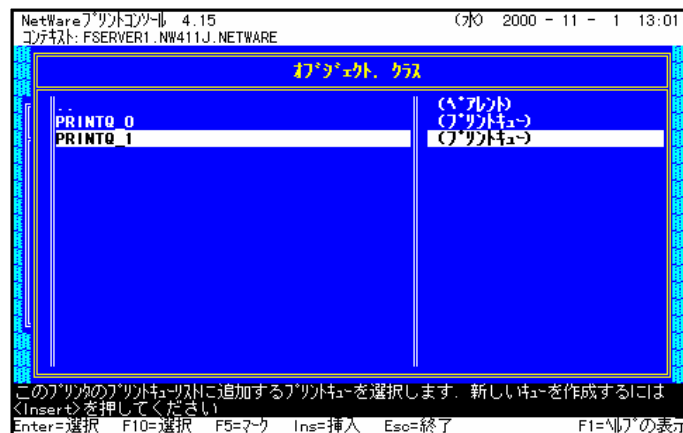 NetWareﾌﾟﾘﾝﾄｺﾝｿｰﾙ 4.15 (水) 2000 - 11 - 1 13:01
ｺﾝﾃｷｽﾄ: FSERVER1.NW411J.NETWARE
ｵﾌﾞｼﾞｪｸﾄ. ｸﾗｽ
.. (ﾍﾟｱﾚﾝﾄ)
PRINTQ_0 (ﾌﾟﾘﾝﾄｷｭｰ)
PRINTQ_1 (ﾌﾟﾘﾝﾄｷｭｰ)
このﾌﾟﾘﾝﾀのﾌﾟﾘﾝﾄｷｭｰﾘｽﾄに追加するﾌﾟﾘﾝﾄｷｭｰを選択します. 新しいｷｭｰを作成するには
<Insert>を押してください
Enter=選択 F10=選択 F5=ﾏｰｸ Ins=挿入 Esc=終了 F1=ﾍﾙﾌﾟの表示